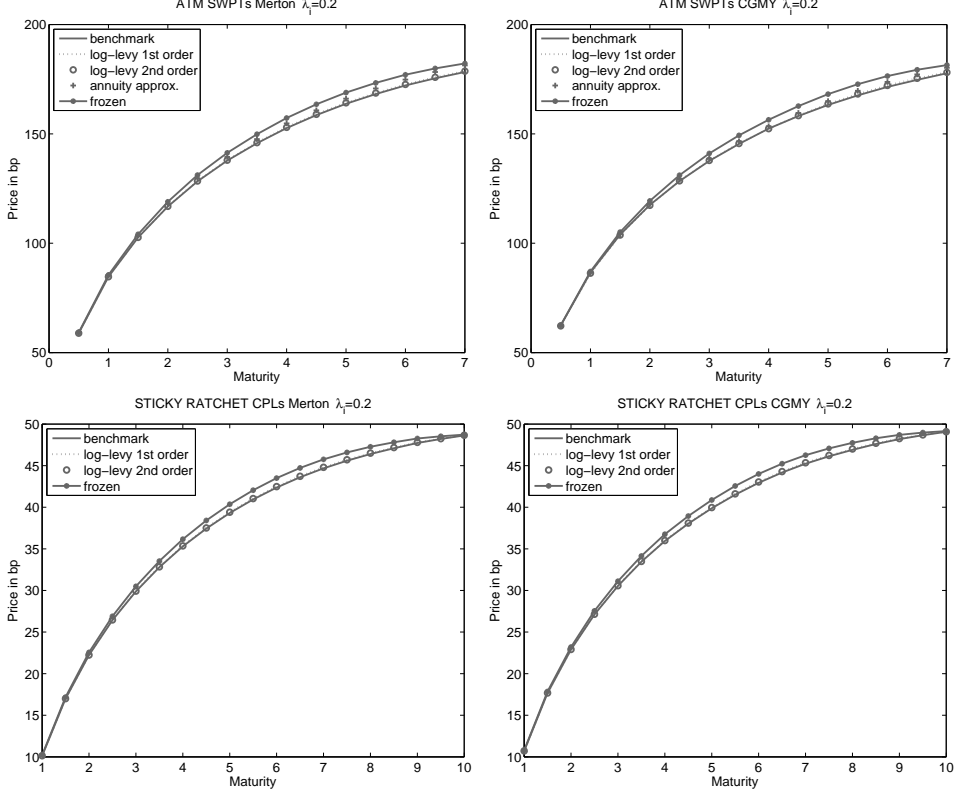 ATM SWPTs Merton λi=0.2
200
150
100
50
Price in bp
benchmark
log-levy 1st order
log-levy 2nd order
annuity approx.
frozen
0 1 2 3 4 5 6 7
Maturity
ATM SWPTs CGMY λi=0.2
200
150
100
50
Price in bp
benchmark
log-levy 1st order
log-levy 2nd order
annuity approx.
frozen
0 1 2 3 4 5 6 7
Maturity
STICKY RATCHET CPLs Merton λi=0.2
50
45
40
35
30
25
20
15
10
Price in bp
benchmark
log-levy 1st order
log-levy 2nd order
frozen
1 2 3 4 5 6 7 8 9 10
Maturity
STICKY RATCHET CPLs CGMY λi=0.2
50
45
40
35
30
25
20
15
10
Price in bp
benchmark
log-levy 1st order
log-levy 2nd order
frozen
1 2 3 4 5 6 7 8 9 10
Maturity